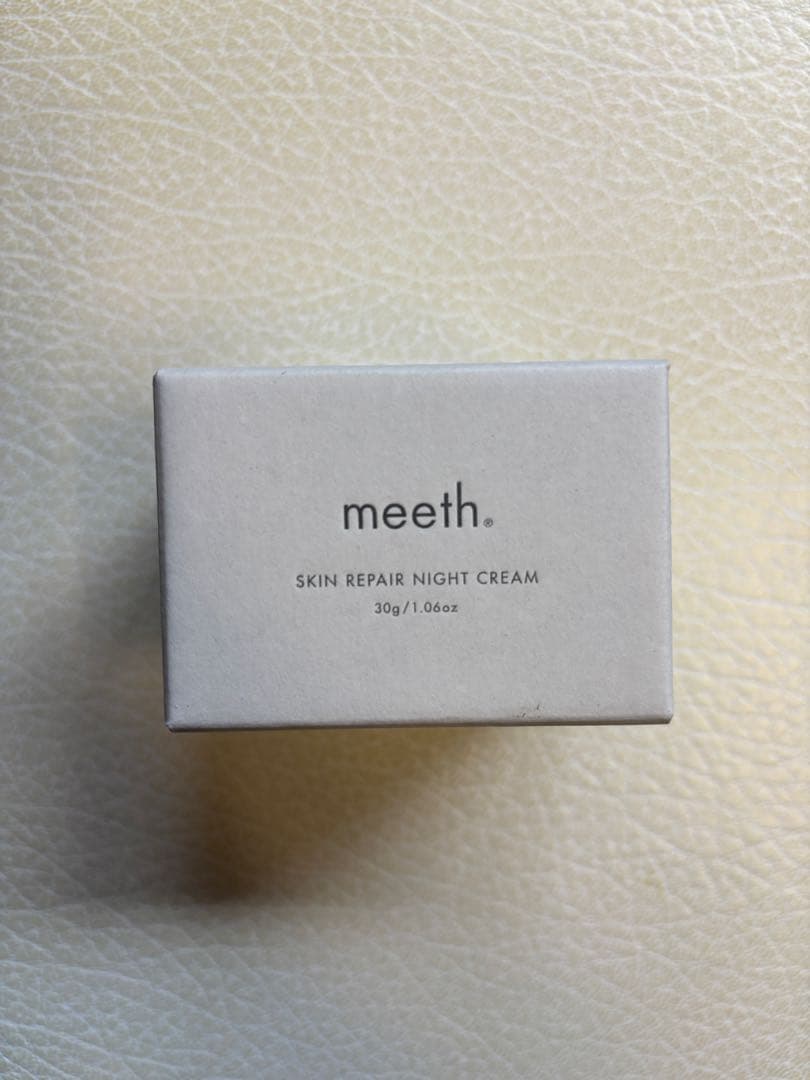 meeth.®
SKIN REPAIR NIGHT CREAM
30g/1.06oz